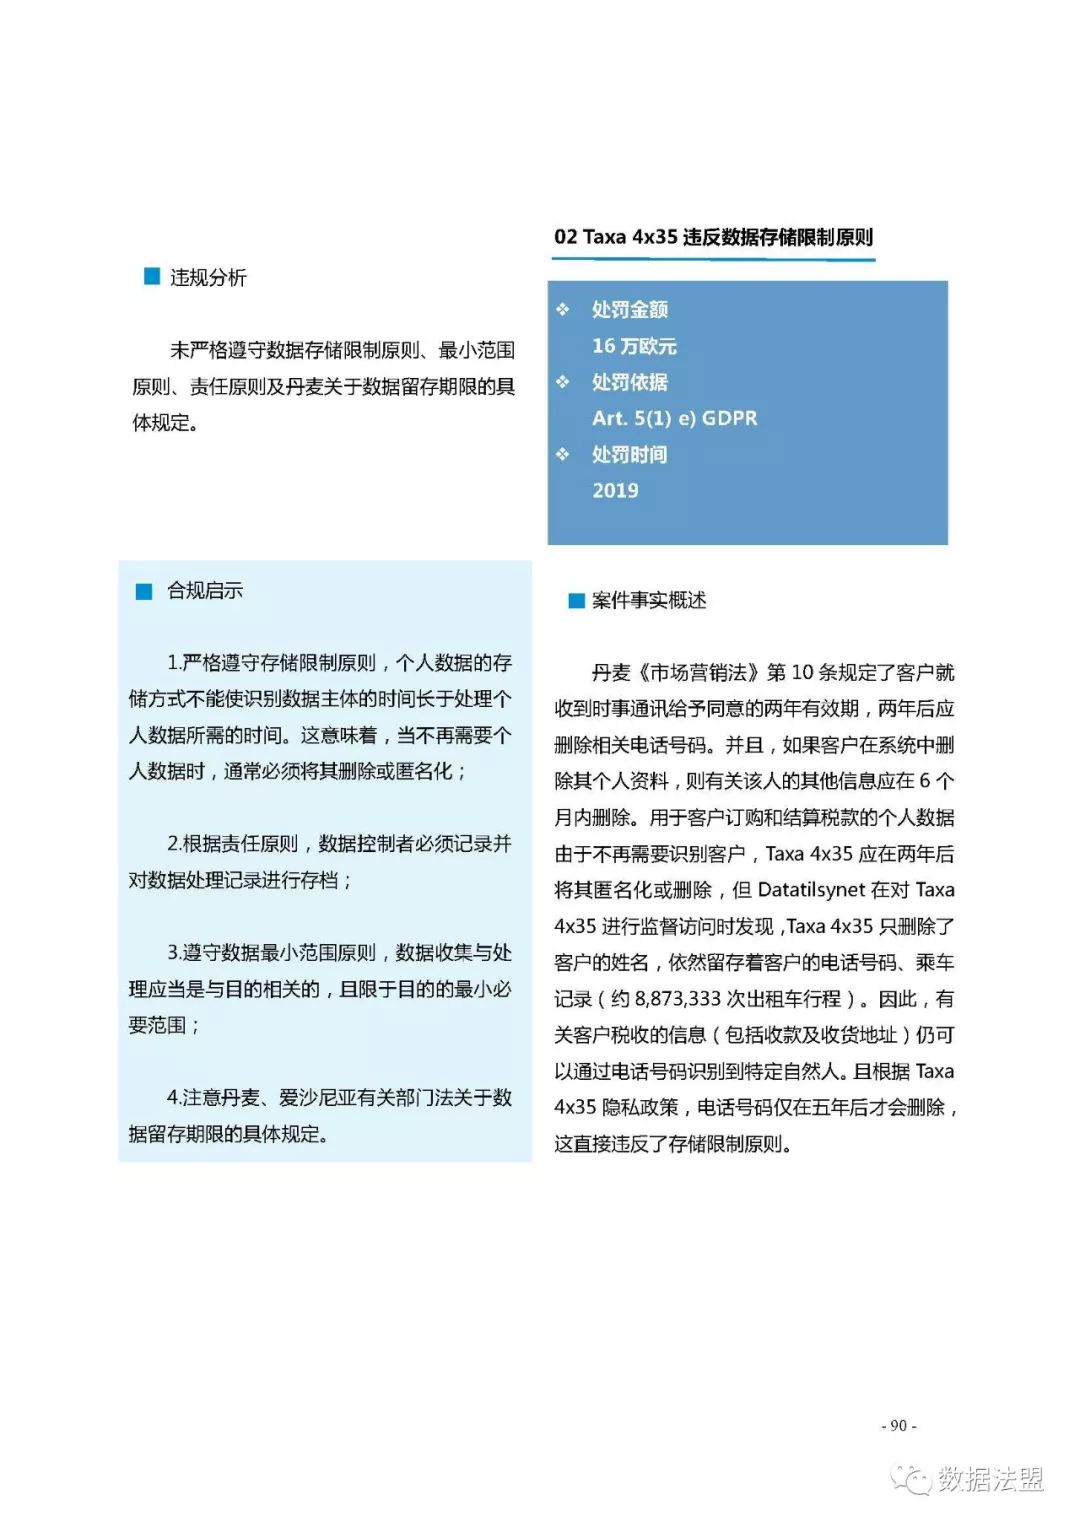 违规分析
未严格遵守数据存储限制原则、最小范围
原则、责任原则及丹麦关于数据留存期限的具
体规定。
合规启示
1.严格遵守存储限制原则，个人数据的存
储方式不能使识别数据主体的时间长于处理个
人数据所需的时间。这意味着，当不再需要个
人数据时，通常必须将其删除或匿名化；
2.根据责任原则，数据控制者必须记录并
对数据处理记录进行存档；
3.遵守数据最小范围原则，数据收集与处
理应当是与目的相关的，且限于目的的最小必
要范围；
4.注意丹麦、爱沙尼亚有关部门法关于数
据留存期限的具体规定。
02 Taxa 4x35 违反数据存储限制原则
❖ 处罚金额
16 万欧元
❖ 处罚依据
Art. 5(1) e) GDPR
❖ 处罚时间
2019
案件事实概述
丹麦《市场营销法》第 10 条规定了客户就
收到时事通讯给予同意的两年有效期，两年后应
删除相关电话号码。并且，如果客户在系统中删
除其个人资料，则有关该人的其他信息应在 6 个
月内删除。用于客户订购和结算税款的个人数据
由于不再需要识别客户，Taxa 4x35 应在两年后
将其匿名化或删除，但 Datatilsynet 在对 Taxa
4x35 进行监督访问时发现，Taxa 4x35 只删除了
客户的姓名，依然留存着客户的电话号码、乘车
记录（约 8,873,333 次出租车行程）。因此，有
关客户税收的信息（包括收款及收货地址）仍可
以通过电话号码识别到特定自然人。且根据 Taxa
4x35 隐私政策，电话号码仅在五年后才会删除，
这直接违反了存储限制原则。
- 90 -
数据法盟